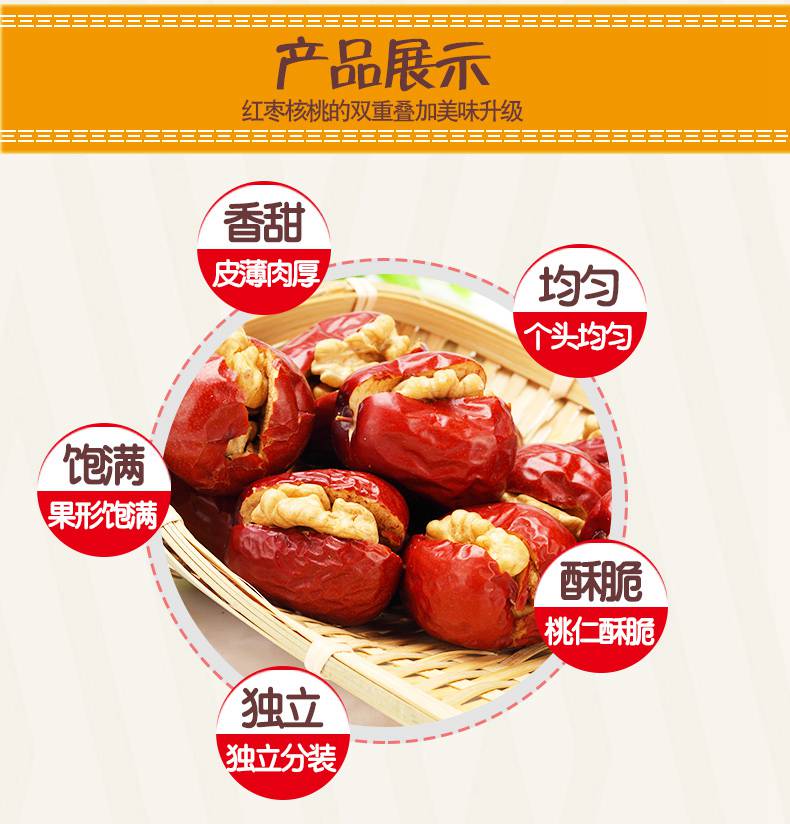 产品展示
红枣核桃的双重叠加美味升级
香甜
皮薄肉厚
均匀
个头均匀
饱满
果形饱满
酥脆
桃仁酥脆
独立
独立分装